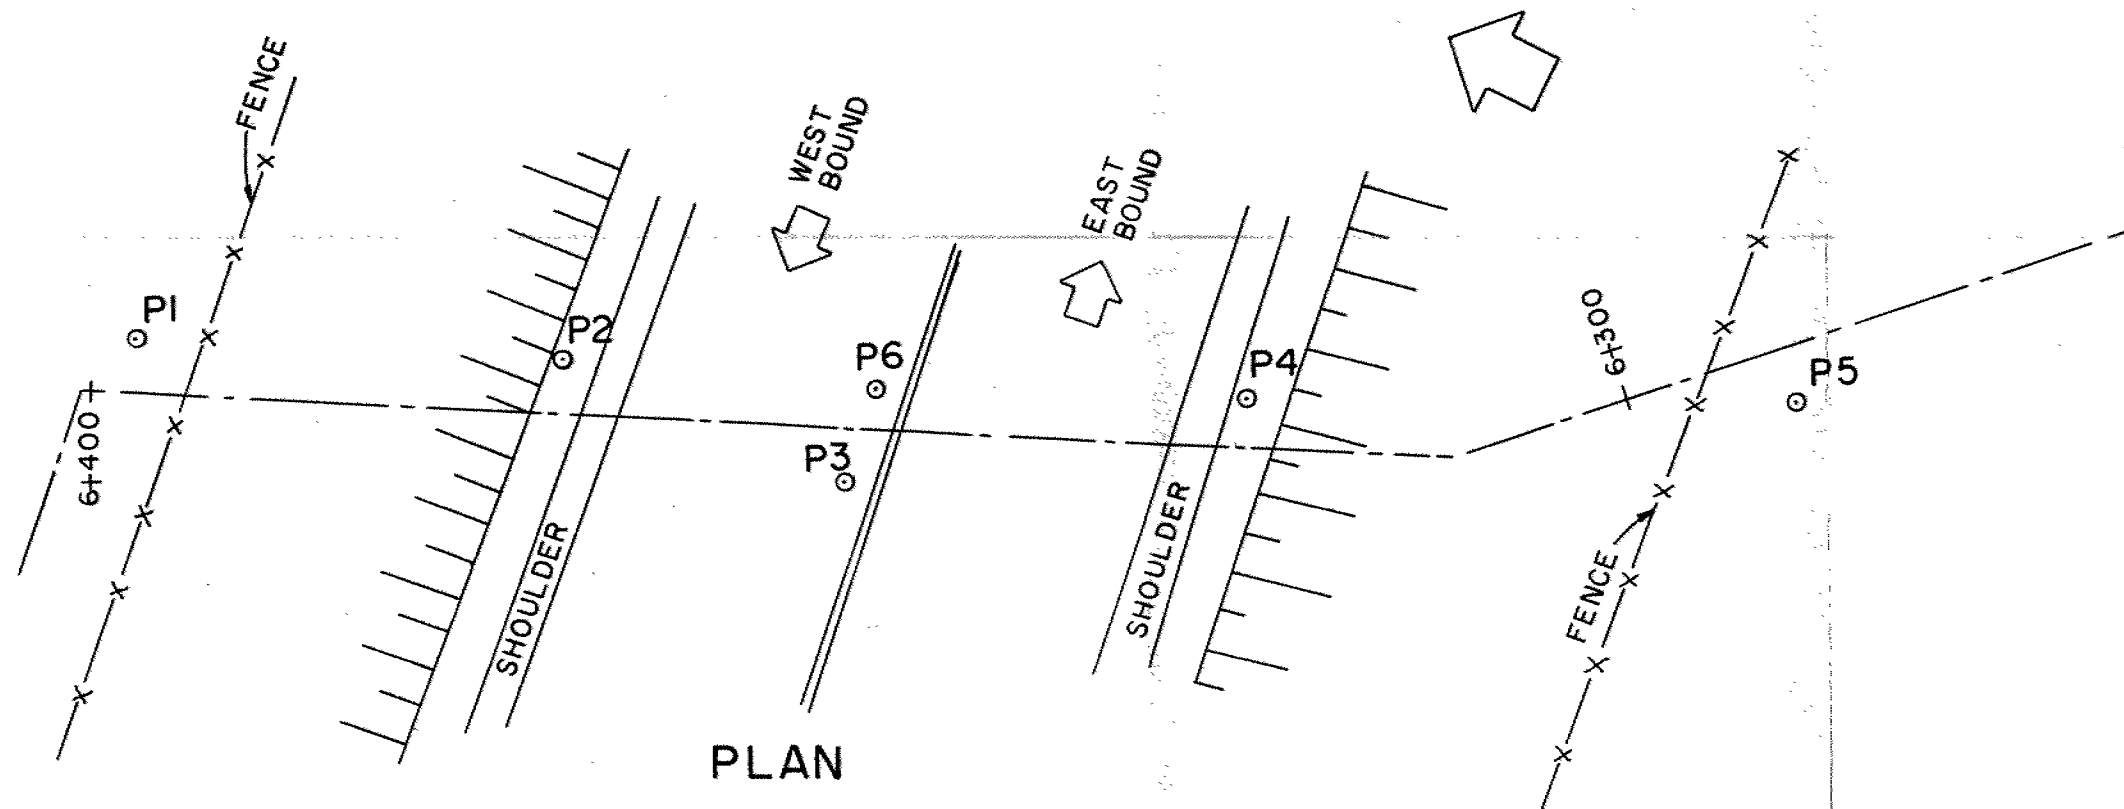 FENCE
WEST
BOUND
EAST
BOUND
P1
P2
P6
P4
6+300
P5
6+400
P3
SHOULDER
SHOULDER
FENCE
PLAN